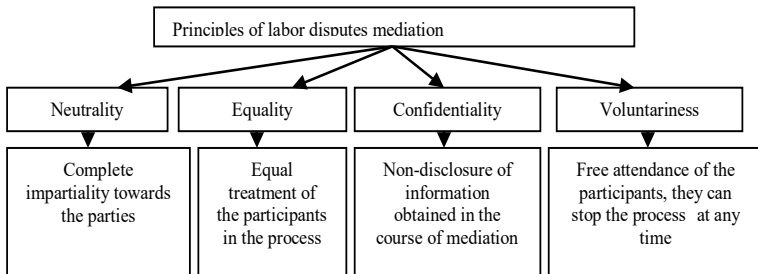 Principles of labor disputes mediation
Neutrality
Equality
Confidentiality
Voluntariness
Complete
impartiality towards
the parties
Equal
treatment of
the participants
in the process
Non-disclosure of
information
obtained in the
course of mediation
Free attendance of the
participants, they can
stop the process at any
time